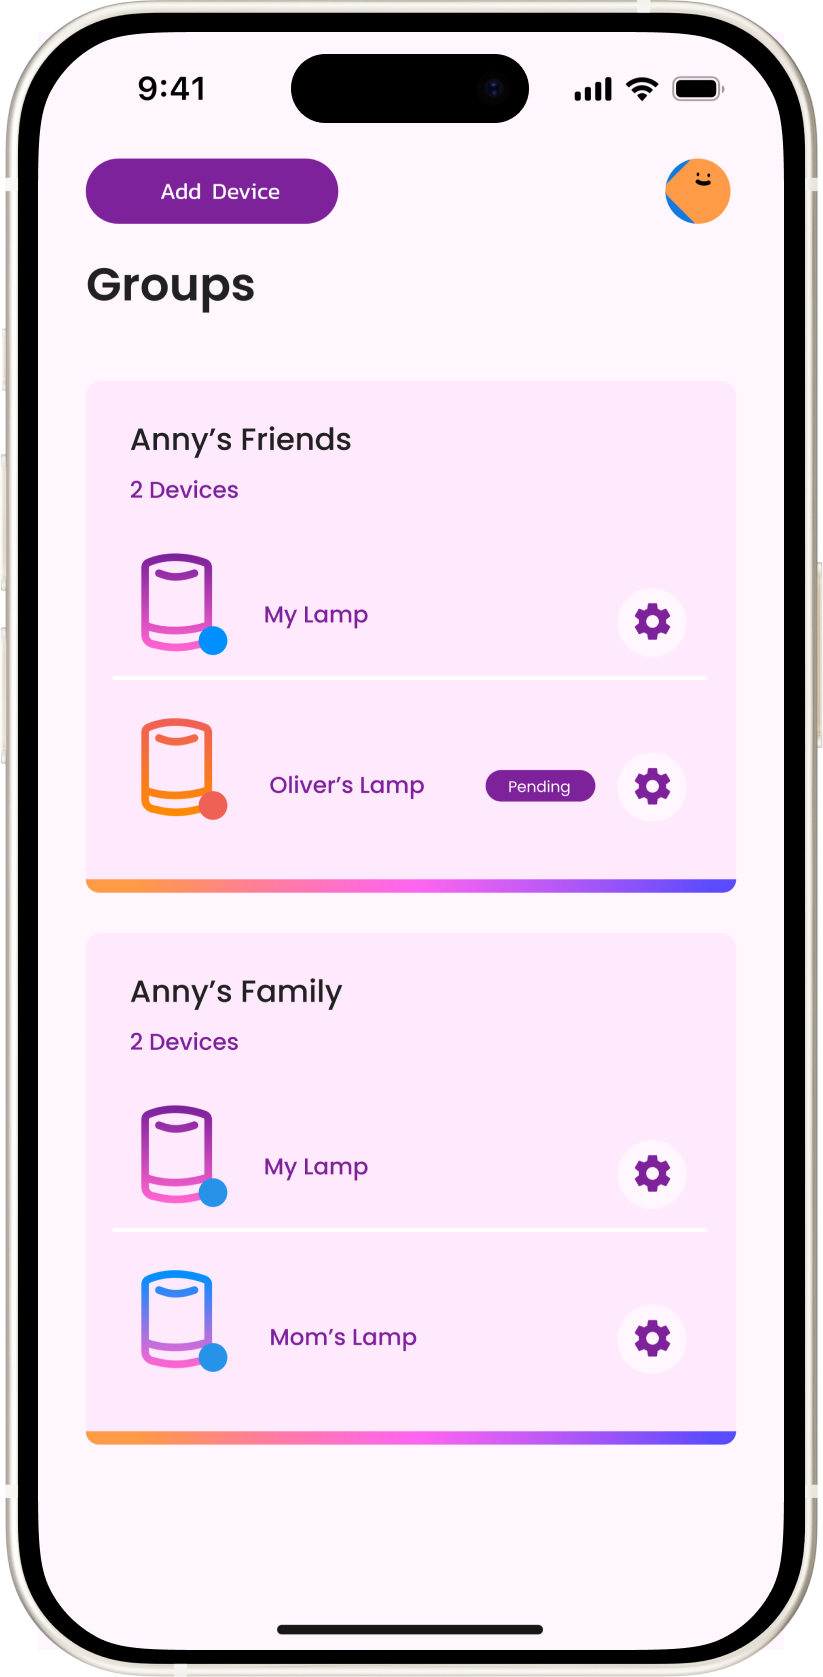 9:41
Add Device
Groups
Anny’s Friends
2 Devices
My Lamp
Oliver’s Lamp
Pending
Anny’s Family
2 Devices
My Lamp
Mom’s Lamp